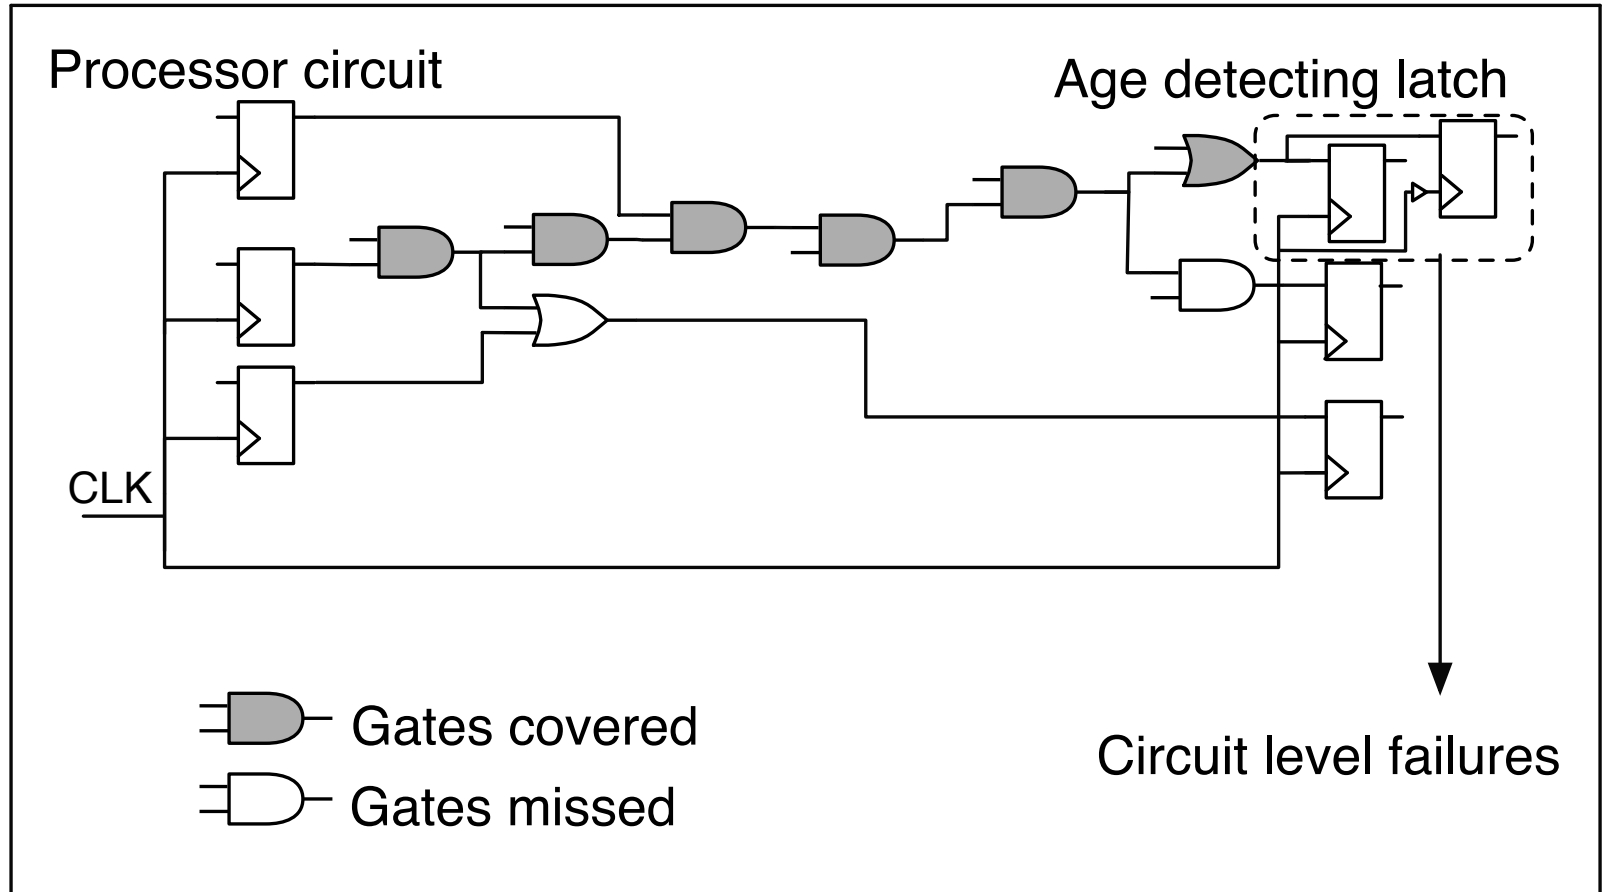 Processor circuit
Age detecting latch
CLK
Gates covered
Circuit level failures
Gates missed